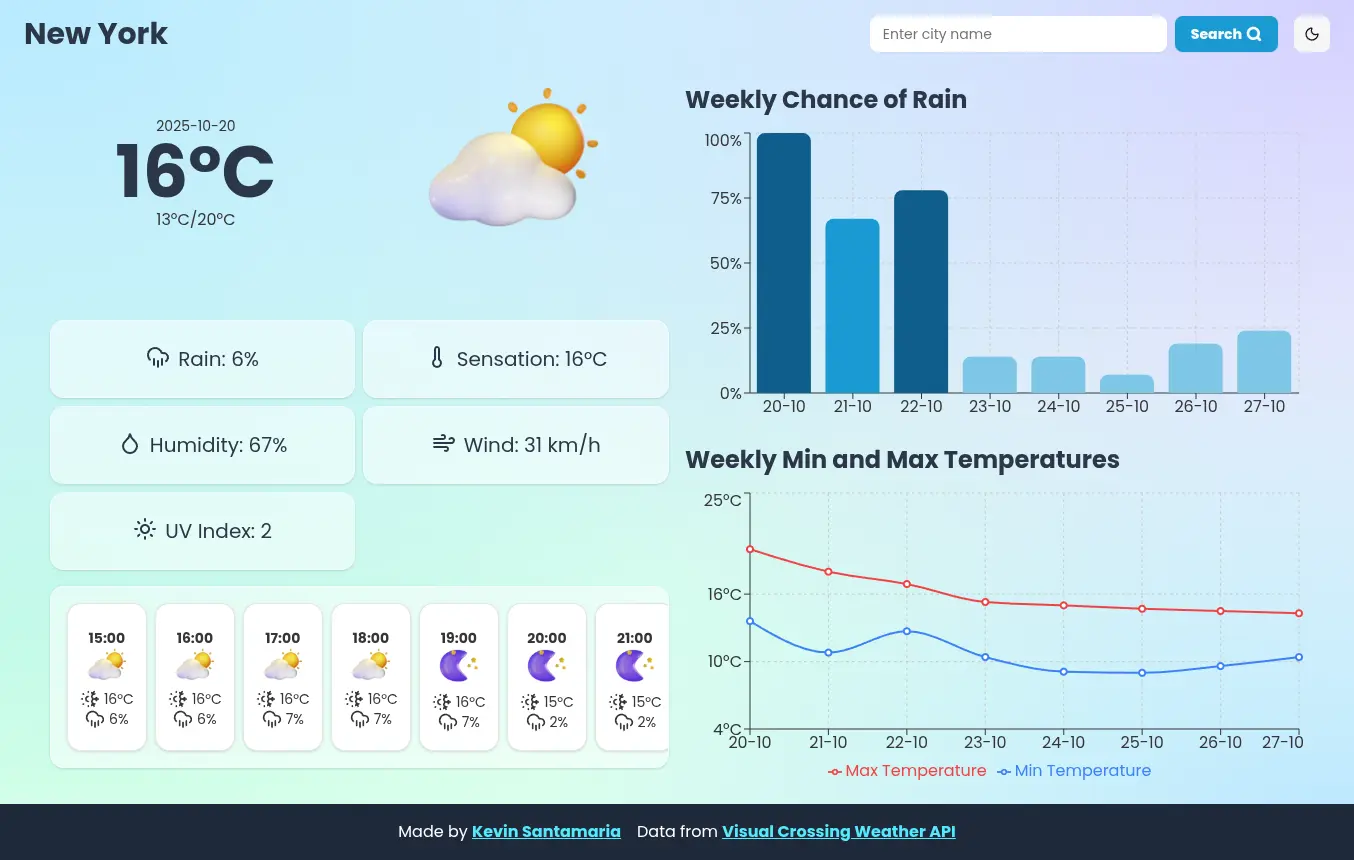 New York
Enter city name
Search
2025-10-20
16ºC
13ºC/20ºC
Rain: 6%
Sensation: 16ºC
Humidity: 67%
Wind: 31 km/h
UV Index: 2
15:00 16:00 17:00 18:00 19:00 20:00 21:00
16ºC 16ºC 16ºC 16ºC 16ºC 15ºC 15ºC
6% 6% 7% 7% 7% 2% 2%
Weekly Chance of Rain
100%
75%
50%
25%
0%
20-10 21-10 22-10 23-10 24-10 25-10 26-10 27-10
Weekly Min and Max Temperatures
25ºC
16ºC
10ºC
4ºC
20-10 21-10 22-10 23-10 24-10 25-10 26-10 27-10
Max Temperature Min Temperature
Made by Kevin Santamaria Data from Visual Crossing Weather API